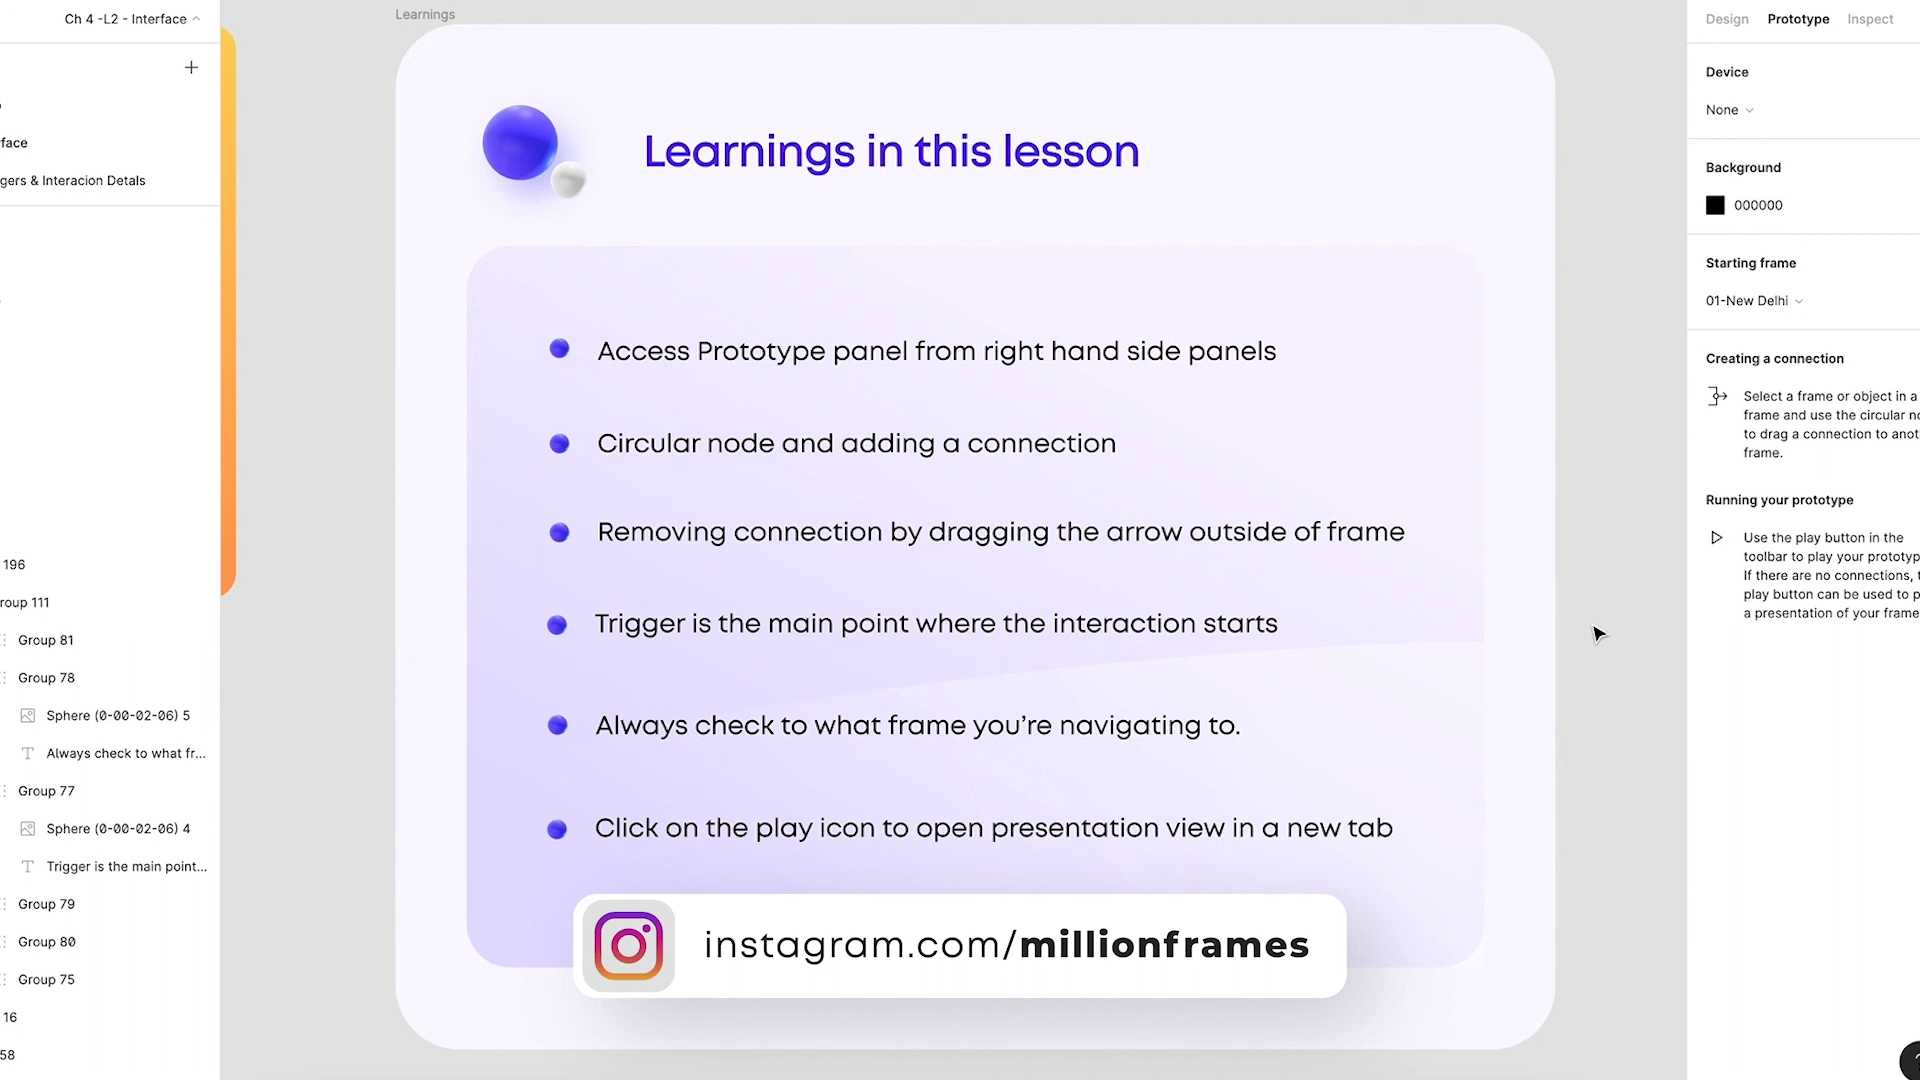 Ch 4 -L2 - Interface
rface
gers & Interacion Detals
196
roup 111
Group 81
Group 78
Sphere (0-00-02-06) 5
Always check to what fr...
Group 77
Sphere (0-00-02-06) 4
Trigger is the main point...
Group 79
Group 80
Group 75
16
58
Learnings
Learnings in this lesson
Access Prototype panel from right hand side panels
Circular node and adding a connection
Removing connection by dragging the arrow outside of frame
Trigger is the main point where the interaction starts
Always check to what frame you’re navigating to.
Click on the play icon to open presentation view in a new tab
instagram.com/millionframes
Design Prototype Inspect
Device
None
Background
000000
Starting frame
01-New Delhi
Creating a connection
Select a frame or object in a
frame and use the circular no
to drag a connection to anot
frame.
Running your prototype
Use the play button in the
toolbar to play your prototyp
If there are no connections, t
play button can be used to p
a presentation of your frame